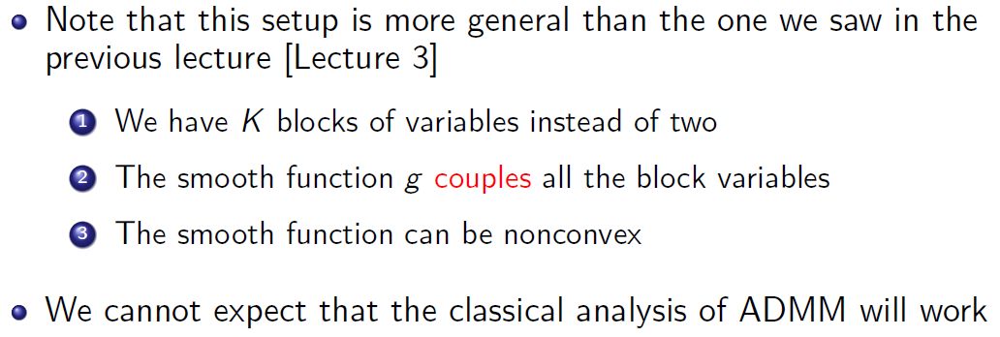 Note that this setup is more general than the one we saw in the
previous lecture [Lecture 3]
1 We have K blocks of variables instead of two
2 The smooth function g couples all the block variables
3 The smooth function can be nonconvex
We cannot expect that the classical analysis of ADMM will work